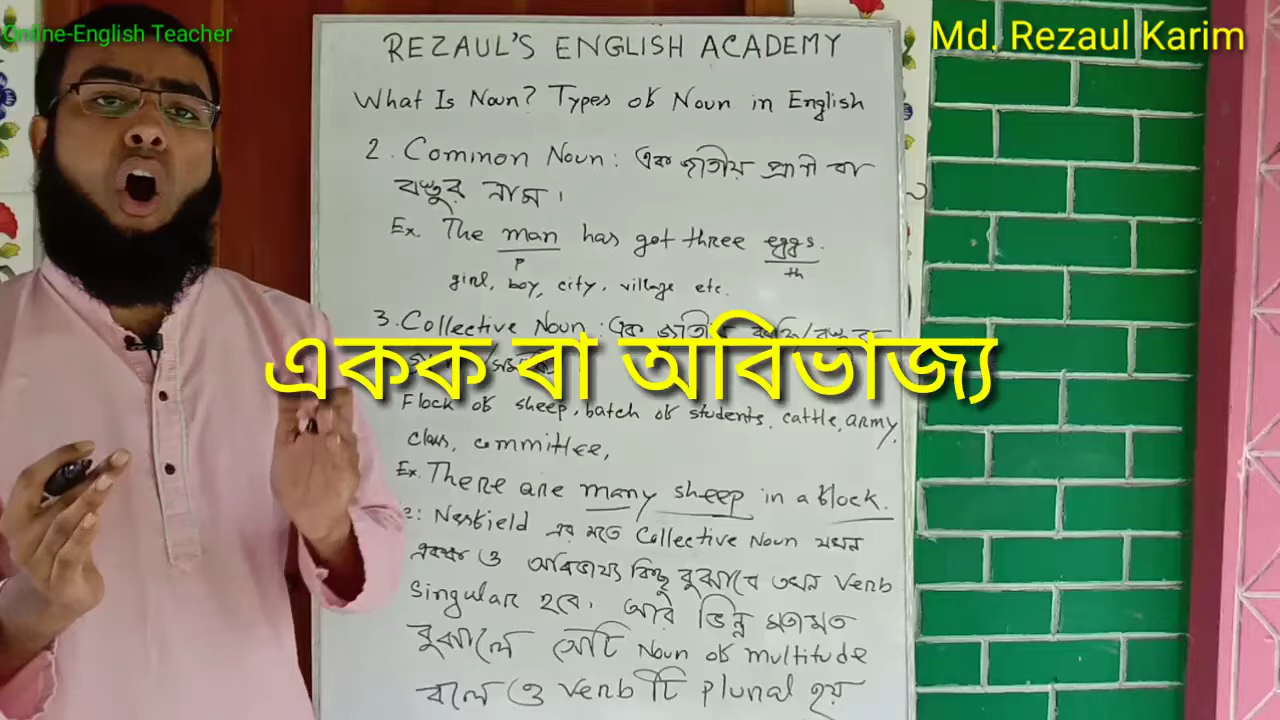 Online-English Teacher
Md. Rezaul Karim
REZAUL'S ENGLISH ACADEMY
What Is Noun? Types of Noun in English
2. Common Noun: এক জাতীয় প্রাণী বা
বস্তুর নাম।
Ex. The man has got three eggs.
P th
girl, boy, city, village etc.
3. Collective Noun: এক জাতীয়
একক বা অবিভাজ্য
Flock of sheep, batch of students, cattle, army,
class, committee,
Ex. There are many sheep in a flock.
e: Nesfield এর মতে Collective Noun যখন
একক ও অবিভাজ্য কিছু বুঝাবে তখন Verb
singular হবে। আর ভিন্ন মতামত
বুঝালে সেটি Noun of multitude
বলে ও verb টি plural হয়